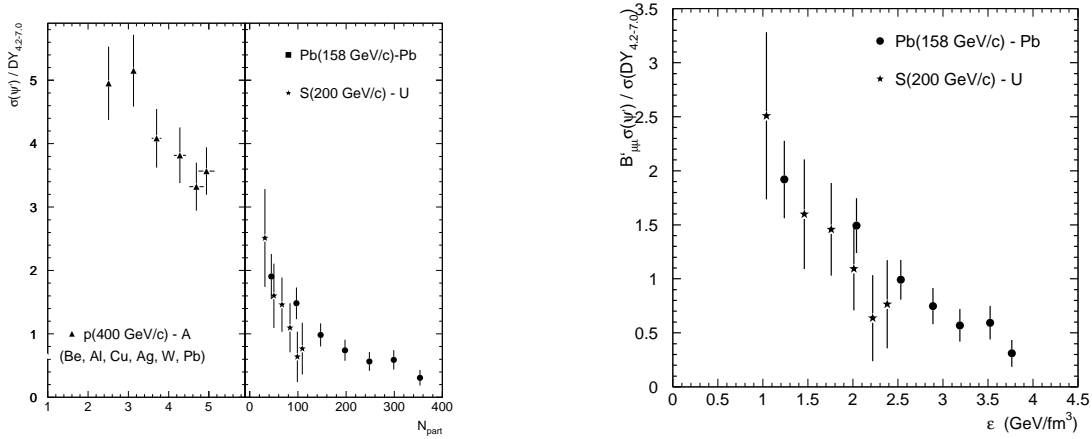 σ(ψ') / DY4.2-7.0
5
4
3
2
1
0
Pb(158 GeV/c)-Pb
S(200 GeV/c) - U
p(400 GeV/c) - A
(Be, Al, Cu, Ag, W, Pb)
1 2 3 4 5 0 100 200 300 400
Npart
B'μμσ(ψ') / σ(DY4.2-7.0)
3.5
3
2.5
2
1.5
1
0.5
0
Pb(158 GeV/c) - Pb
S(200 GeV/c) - U
0 0.5 1 1.5 2 2.5 3 3.5 4 4.5
ε (GeV/fm3)